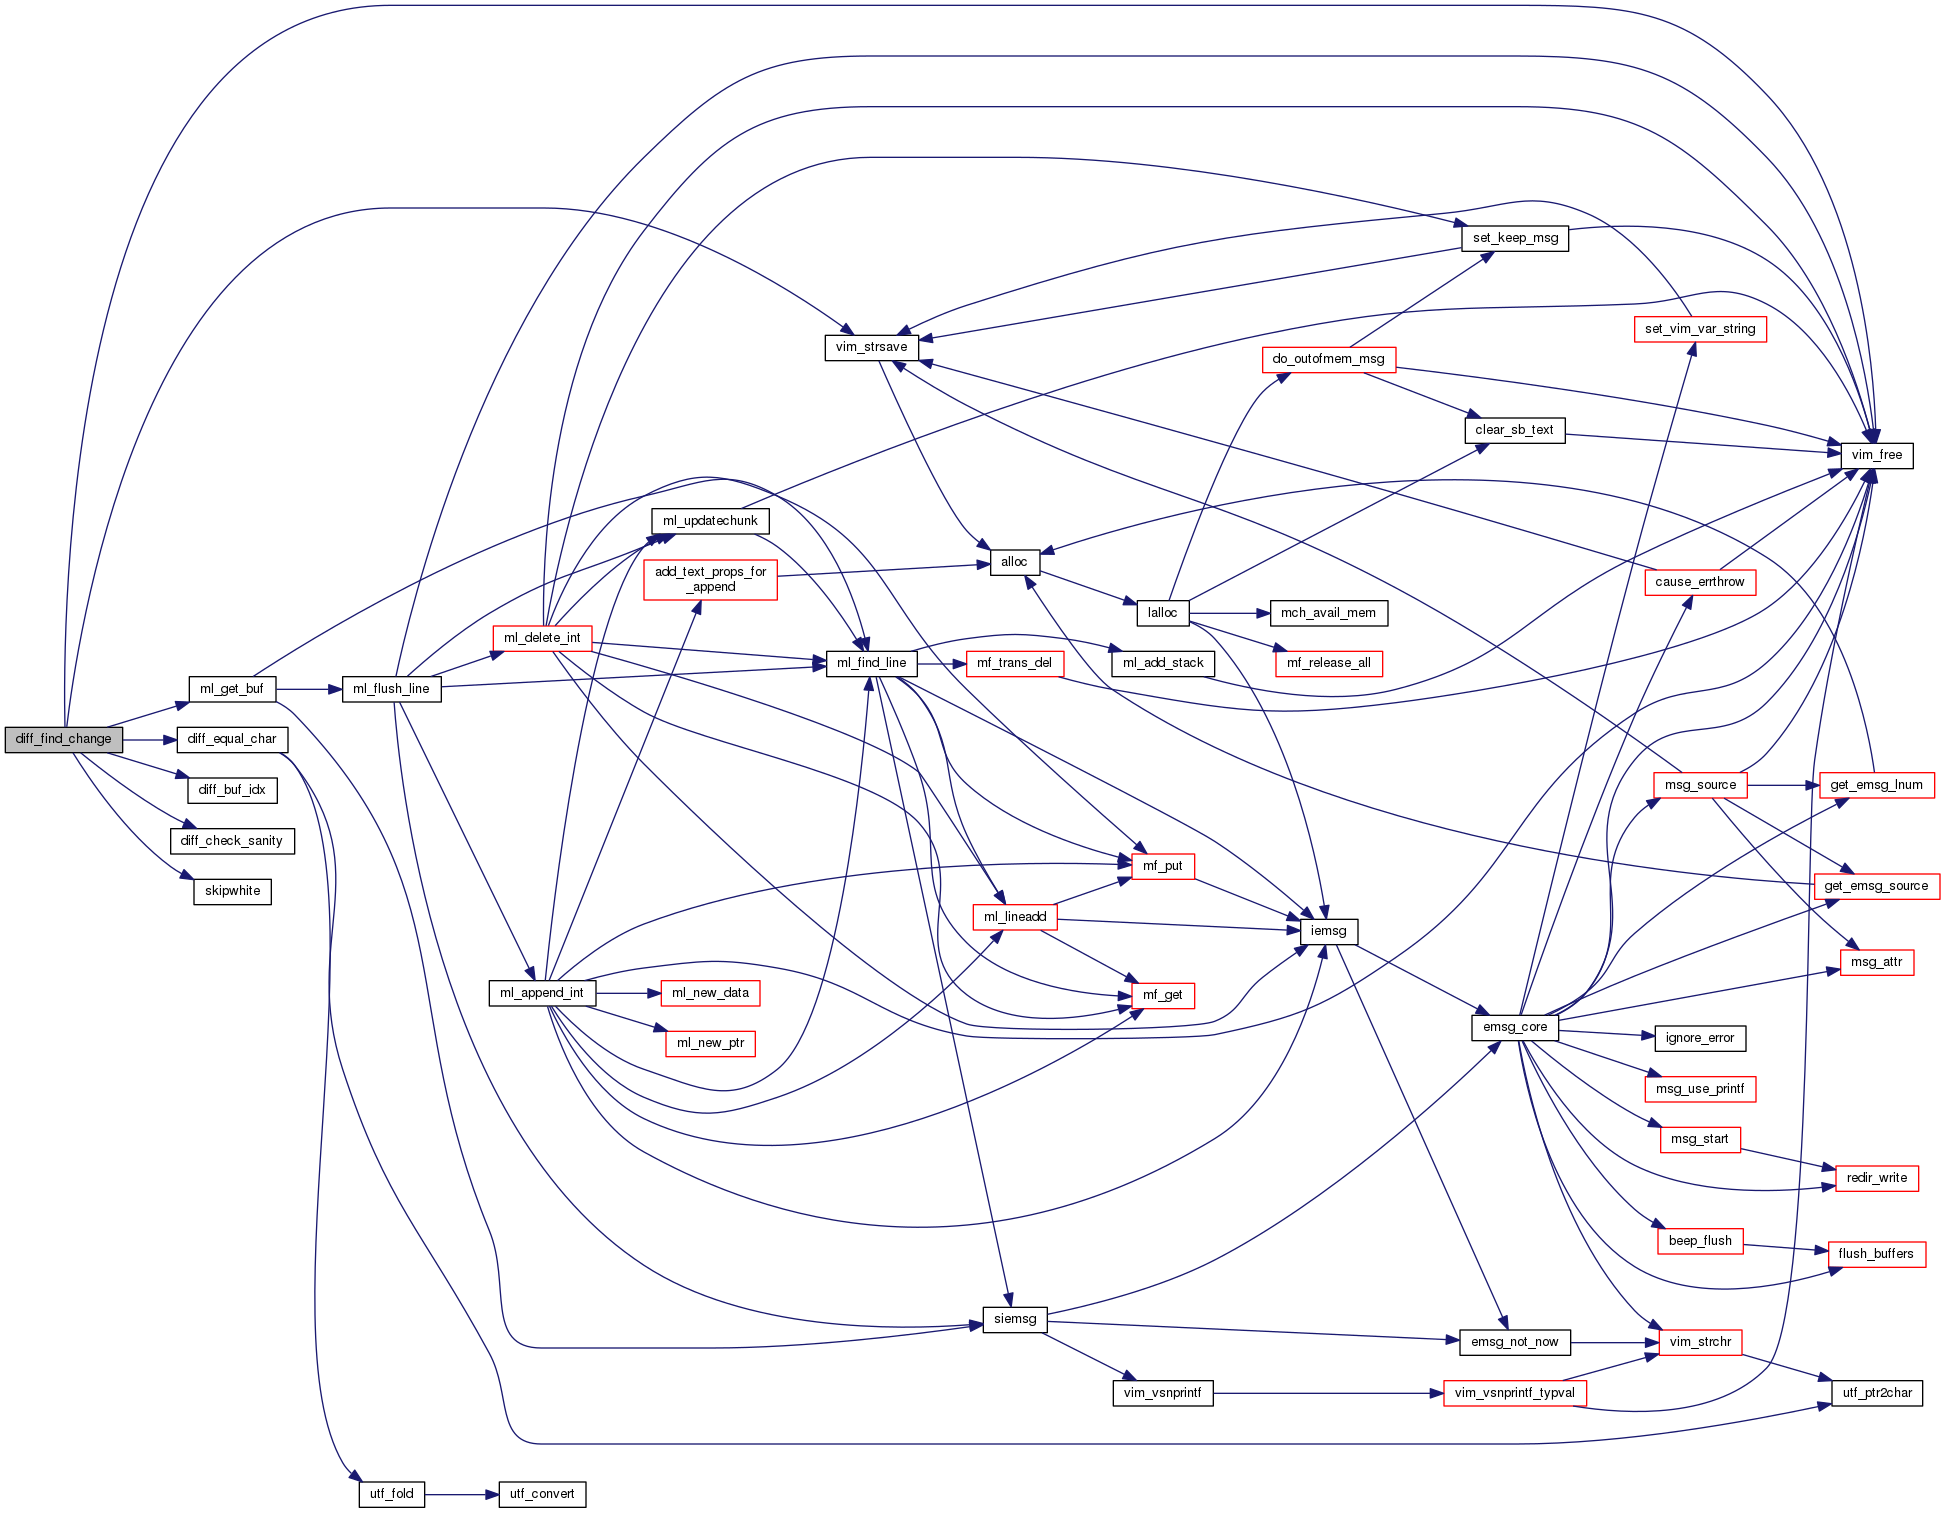 set_keep_msg
set_vim_var_string
vim_strsave
do_outofmem_msg
clear_sb_text
vim_free
ml_updatechunk
alloc
add_text_props_for
_append
cause_errthrow
lalloc
mch_avail_mem
ml_delete_int
ml_find_line
mf_trans_del
ml_add_stack
mf_release_all
ml_get_buf
ml_flush_line
diff_find_change
diff_equal_char
diff_buf_idx
msg_source
get_emsg_lnum
diff_check_sanity
skipwhite
mf_put
get_emsg_source
ml_lineadd
iemsg
msg_attr
ml_append_int
ml_new_data
mf_get
ml_new_ptr
emsg_core
ignore_error
msg_use_printf
msg_start
redir_write
beep_flush
flush_buffers
siemsg
emsg_not_now
vim_strchr
vim_vsnprintf
vim_vsnprintf_typval
utf_ptr2char
utf_fold
utf_convert